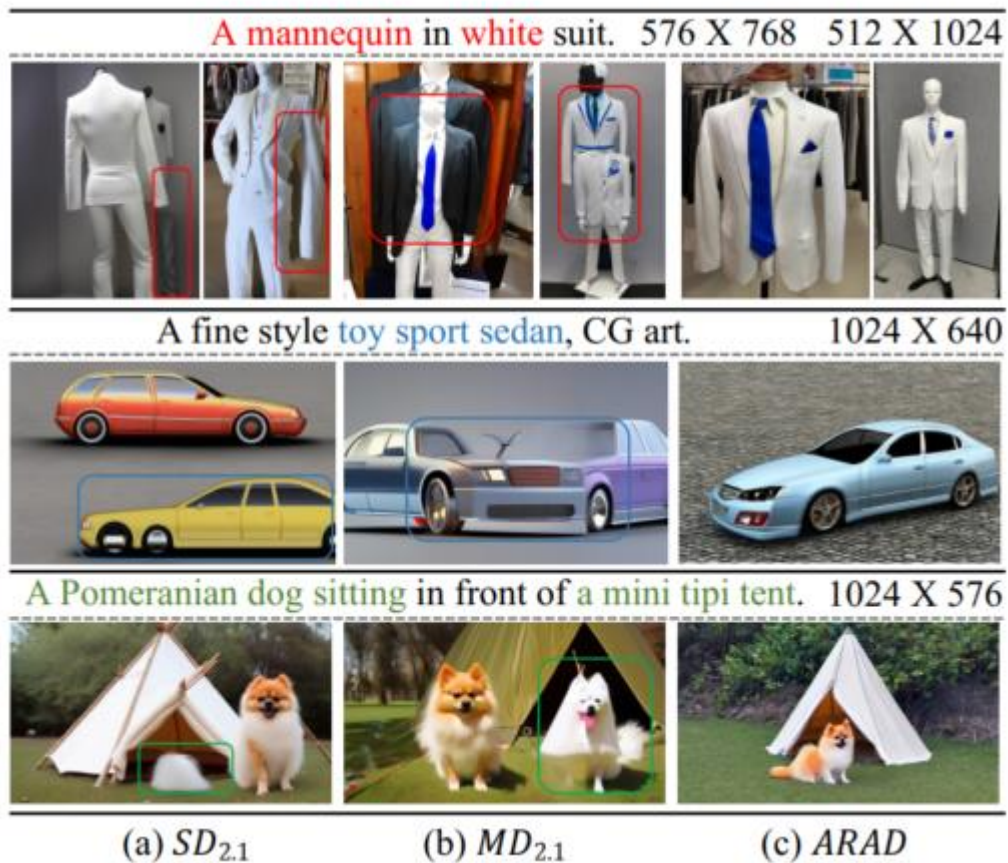 A mannequin in white suit. 576 X 768 512 X 1024
A fine style toy sport sedan, CG art. 1024 X 640
A Pomeranian dog sitting in front of a mini tipi tent. 1024 X 576
(a) SD2.1 (b) MD2.1 (c) ARAD